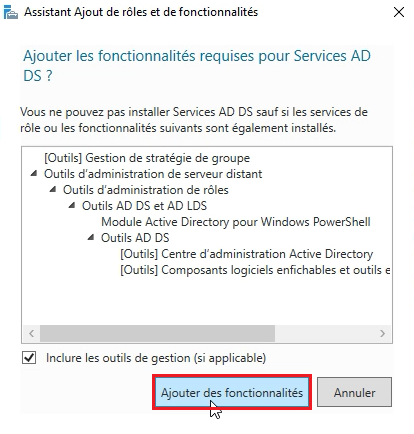 Assistant Ajout de rôles et de fonctionnalités
Ajouter les fonctionnalités requises pour Services AD
DS ?
Vous ne pouvez pas installer Services AD DS sauf si les services de
rôle ou les fonctionnalités suivants sont également installés.
[Outils] Gestion de stratégie de groupe
Outils d’administration de serveur distant
Outils d’administration de rôles
Outils AD DS et AD LDS
Module Active Directory pour Windows PowerShell
Outils AD DS
[Outils] Centre d’administration Active Directory
[Outils] Composants logiciels enfichables et outils e
Inclure les outils de gestion (si applicable)
Ajouter des fonctionnalités
Annuler